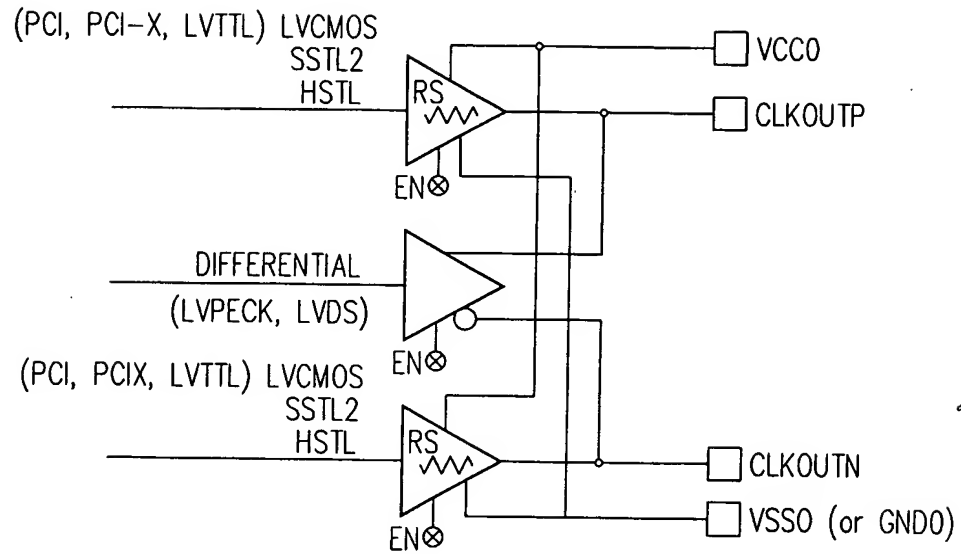 (PCI, PCI-X, LVTTL) LVCMOS
SSTL2
HSTL
RS
EN
VCCO
CLKOUTP
DIFFERENTIAL
(LVPECK, LVDS)
EN
(PCI, PCIX, LVTTL) LVCMOS
SSTL2
HSTL
RS
EN
CLKOUTN
VSSO (or GNDO)